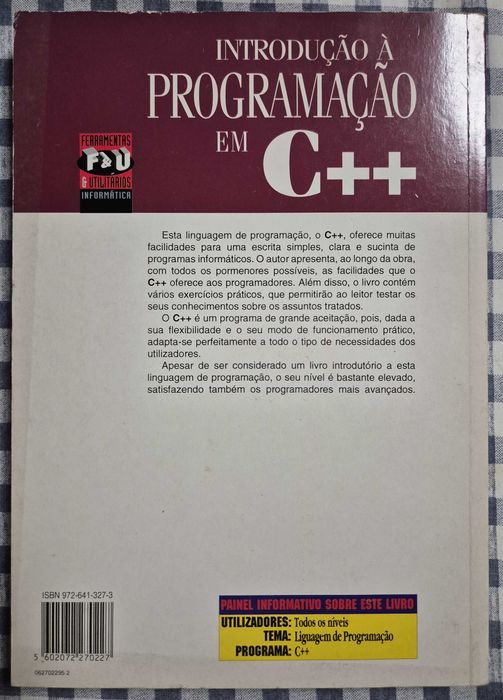 INTRODUÇÃO À
PROGRAMAÇÃO
EM C++
FERRAMENTAS
F&U
& UTILITÁRIOS
INFORMÁTICA
Esta linguagem de programação, o C++, oferece muitas
facilidades para uma escrita simples, clara e sucinta de
programas informáticos. O autor apresenta, ao longo da obra,
com todos os pormenores possíveis, as facilidades que o
C++ oferece aos programadores. Além disso, o livro contém
vários exercícios práticos, que permitirão ao leitor testar os
seus conhecimentos sobre os assuntos tratados.
O C++ é um programa de grande aceitação, pois, dada a
sua flexibilidade e o seu modo de funcionamento prático,
adapta-se perfeitamente a todo o tipo de necessidades dos
utilizadores.
Apesar de ser considerado um livro introdutório a esta
linguagem de programação, o seu nível é bastante elevado,
satisfazendo também os programadores mais avançados.
ISBN 972-641-327-3
5 602072 270227
062702295-2
PAINEL INFORMATIVO SOBRE ESTE LIVRO
UTILIZADORES: Todos os níveis
TEMA: Liguagem de Programação
PROGRAMA: C++